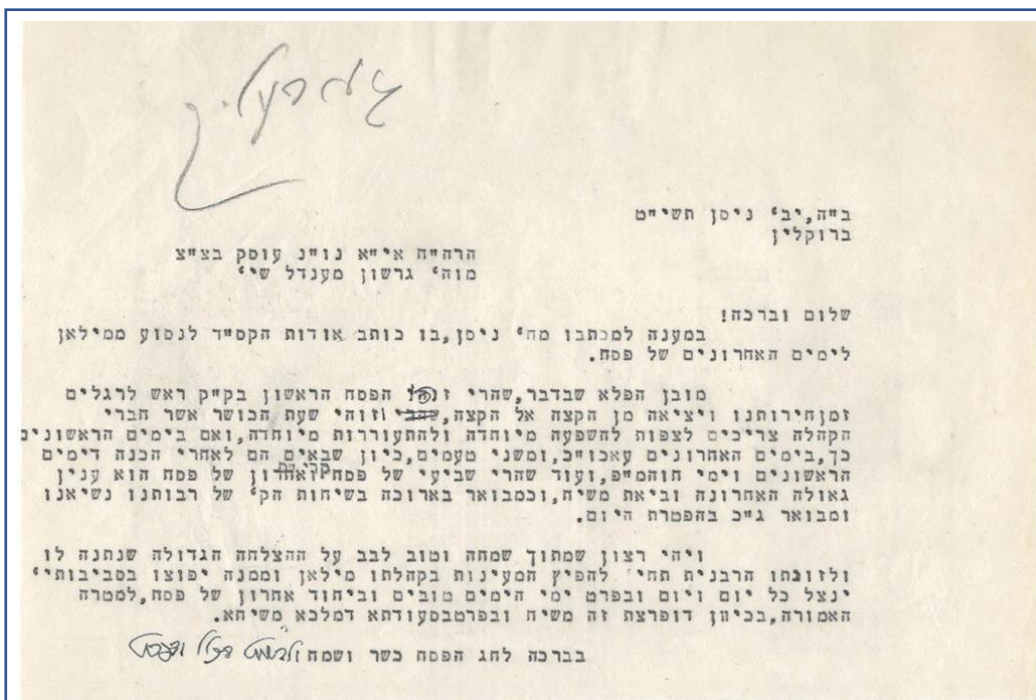 ב"ה, יב' ניסן תשי"ט
ברוקלין
הרה"ח אי"א נו"נ עוסק בצ"צ
מוה' גרשון מענדל שי'
שלום וברכה!
במענה למכתבו מח' ניסן, בו כותב אודות הקס"ד לנסוע ממילאן
לימים האחרונים של פסח.
מובן הפלא שבדבר, שהרי זהו הפסח הראשון בק"ק ראש לרגלים
זמן חירותנו ויציאה מן הקצה אל הקצה, וזוהי שעת הכושר אשר חברי
הקהלה צריכים לצפות להשפעה מיוחדה ולהתעוררות מיוחדה, ואם בימים הראשונים
כך, בימים האחרונים עאכו"כ, ומשני טעמים, כיון שבאים הם לאחרי הכנה דימים
הראשונים וימי חוהמ"פ, ועוד שהרי שביעי של פסח ואחרון של פסח הוא ענין
גאולה האחרונה וביאת משיח, וכמבואר בארוכה בשיחות הק' של רבותנו נשיאנו
ומבואר ג"כ בהפטרת היום.
ויהי רצון שמתוך שמחה וטוב לבב על ההצלחה הגדולה שנתנה לו
ולזוגתו הרבנית תחי' להפיץ המעינות בקהלתו מילאן וממנה יפוצו בסביבותי'
ינצל כל יום ויום ובפרט ימי הימים טובים וביחוד אחרון של פסח, למטרה
האמורה, בכיוון דופרצת זה משיח ובפרטבסעודתא דמלכא משיחא.
בברכה לחג הפסח כשר ושמח